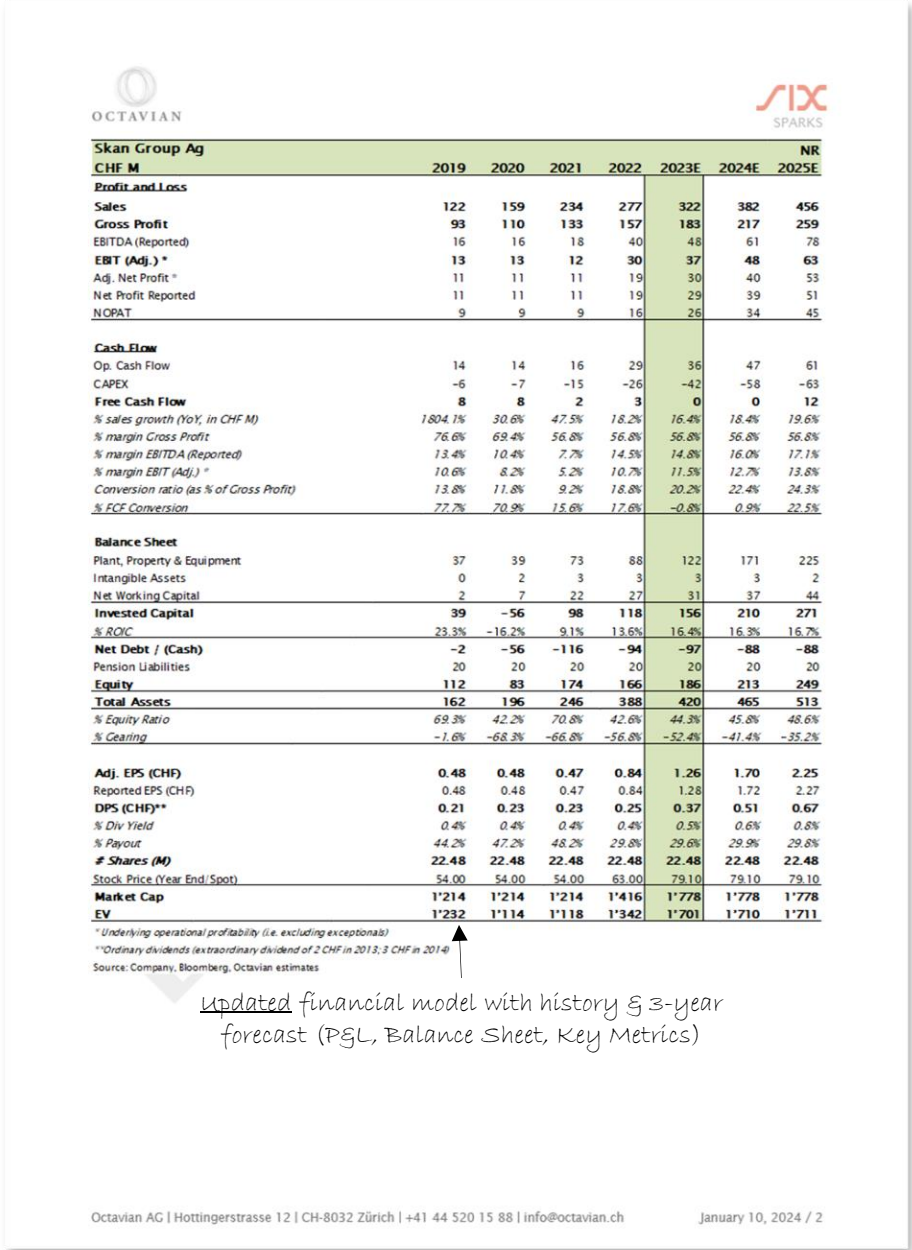 OCTAVIAN
SIX
SPARKS
Skan Group Ag NR
CHF M 2019 2020 2021 2022 2023E 2024E 2025E
Profit and Loss
Sales 122 159 234 277 322 382 456
Gross Profit 93 110 133 157 183 217 259
EBITDA (Reported) 16 16 18 40 48 61 78
EBIT (Adj.) * 13 13 12 30 37 48 63
Adj. Net Profit * 11 11 11 19 30 40 53
Net Profit Reported 11 11 11 19 29 39 51
NOPAT 9 9 9 16 26 34 45
Cash Flow
Op. Cash Flow 14 14 16 29 36 47 61
CAPEX -6 -7 -15 -26 -42 -58 -63
Free Cash Flow 8 8 2 3 0 0 12
% sales growth (YoY, in CHF M) 1804.1% 30.6% 47.5% 18.2% 16.4% 18.4% 19.6%
% margin Gross Profit 76.6% 69.4% 56.8% 56.8% 56.8% 56.8% 56.8%
% margin EBITDA (Reported) 13.4% 10.4% 7.7% 14.5% 14.8% 16.0% 17.1%
% margin EBIT (Adj.) * 10.6% 8.2% 5.2% 10.7% 11.5% 12.7% 13.8%
Conversion ratio (as % of Gross Profit) 13.8% 11.8% 9.2% 18.8% 20.2% 22.4% 24.3%
% FCF Conversion 77.7% 70.9% 15.6% 17.6% -0.8% 0.9% 22.5%
Balance Sheet
Plant, Property & Equipment 37 39 73 88 122 171 225
Intangible Assets 0 2 3 3 3 3 2
Net Working Capital 2 7 22 27 31 37 44
Invested Capital 39 -56 98 118 156 210 271
% ROIC 23.3% -16.2% 9.1% 13.6% 16.4% 16.3% 16.7%
Net Debt / (Cash) -2 -56 -116 -94 -97 -88 -88
Pension Liabilities 20 20 20 20 20 20 20
Equity 112 83 174 166 186 213 249
Total Assets 162 196 246 388 420 465 513
% Equity Ratio 69.3% 42.2% 70.8% 42.6% 44.3% 45.8% 48.6%
% Gearing -1.6% -68.3% -66.8% -56.8% -52.4% -41.4% -35.2%
Adj. EPS (CHF) 0.48 0.48 0.47 0.84 1.26 1.70 2.25
Reported EPS (CHF) 0.48 0.48 0.47 0.84 1.28 1.72 2.27
DPS (CHF)** 0.21 0.23 0.23 0.25 0.37 0.51 0.67
% Div Yield 0.4% 0.4% 0.4% 0.4% 0.5% 0.6% 0.8%
% Payout 44.2% 47.2% 48.2% 29.8% 29.6% 29.9% 29.8%
# Shares (M) 22.48 22.48 22.48 22.48 22.48 22.48 22.48
Stock Price (Year End/Spot) 54.00 54.00 54.00 63.00 79.10 79.10 79.10
Market Cap 1'214 1'214 1'214 1'416 1'778 1'778 1'778
EV 1'232 1'114 1'118 1'342 1'701 1'710 1'711
* Underlying operational profitability (i.e. excluding exceptionals)
**Ordinary dividends (extraordinary dividend of 2 CHF in 2013; 3 CHF in 2014)
Source: Company, Bloomberg, Octavian estimates
Updated financial model with history & 3-year
forecast (P&L, Balance Sheet, Key Metrics)
Octavian AG | Hottingerstrasse 12 | CH-8032 Zürich | +41 44 520 15 88 | info@octavian.ch January 10, 2024 / 2